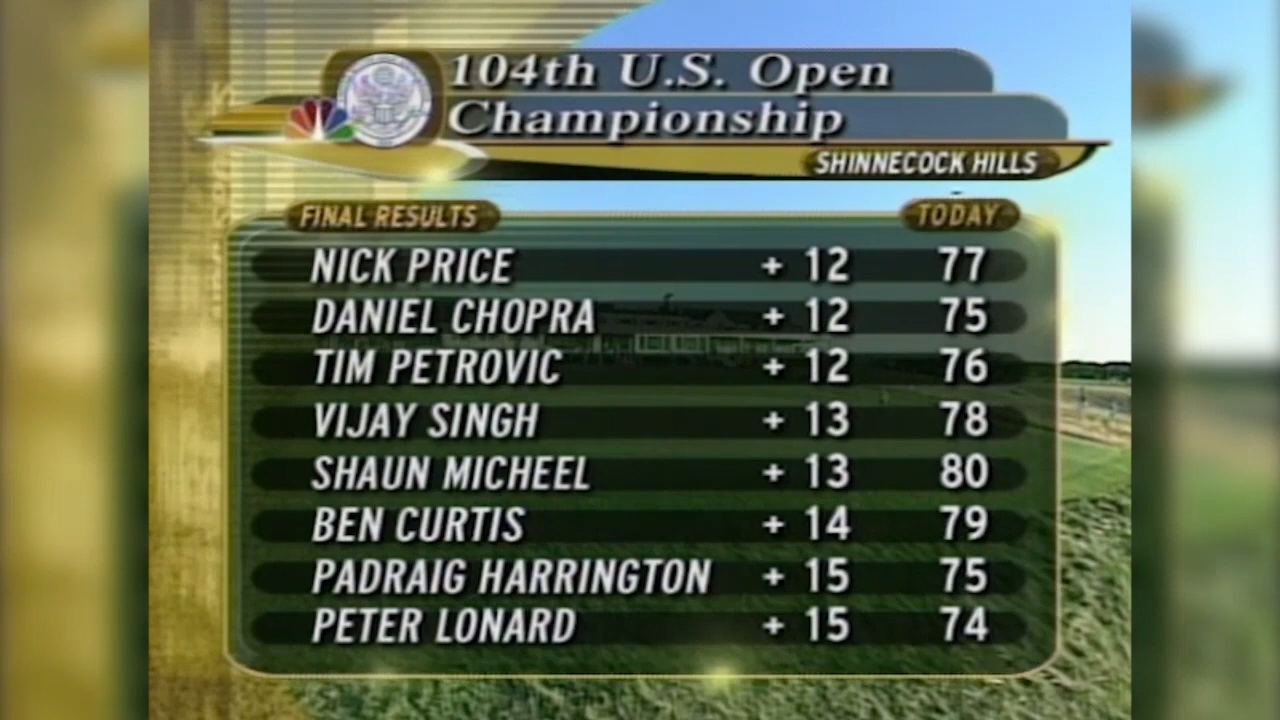 104th U.S. Open
Championship
SHINNECOCK HILLS
FINAL RESULTS TODAY
NICK PRICE + 12 77
DANIEL CHOPRA + 12 75
TIM PETROVIC + 12 76
VIJAY SINGH + 13 78
SHAUN MICHEEL + 13 80
BEN CURTIS + 14 79
PADRAIG HARRINGTON + 15 75
PETER LONARD + 15 74